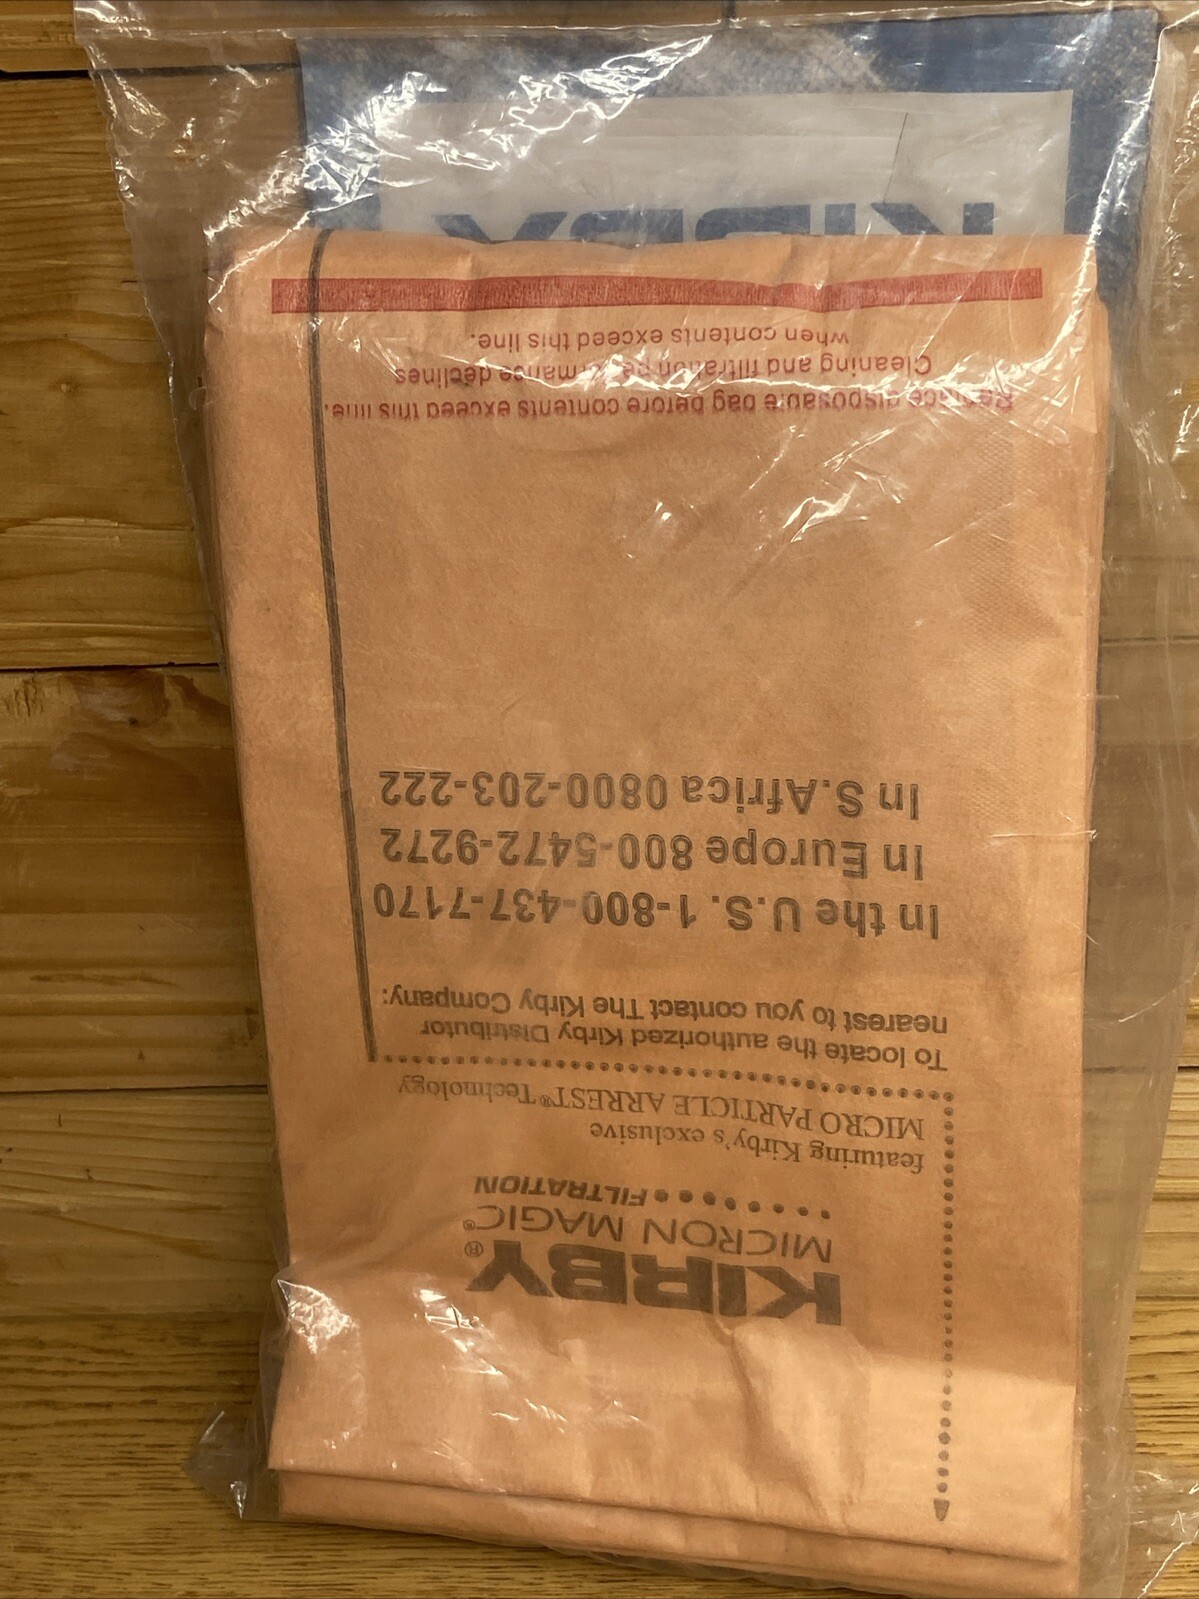 KIRBY®
MICRON MAGIC®
FILTRATION
featuring Kirby's exclusive
MICRO PARTICLE ARREST® Technology
To locate the authorized Kirby Distributor
nearest to you contact The Kirby Company:
In the U.S. 1-800-437-7170
In Europe 800-5472-9272
In S.Africa 0800-203-222
Replace disposable bag before contents exceed this line.
Cleaning and filtration performance declines
when contents exceed this line.
KIRBY